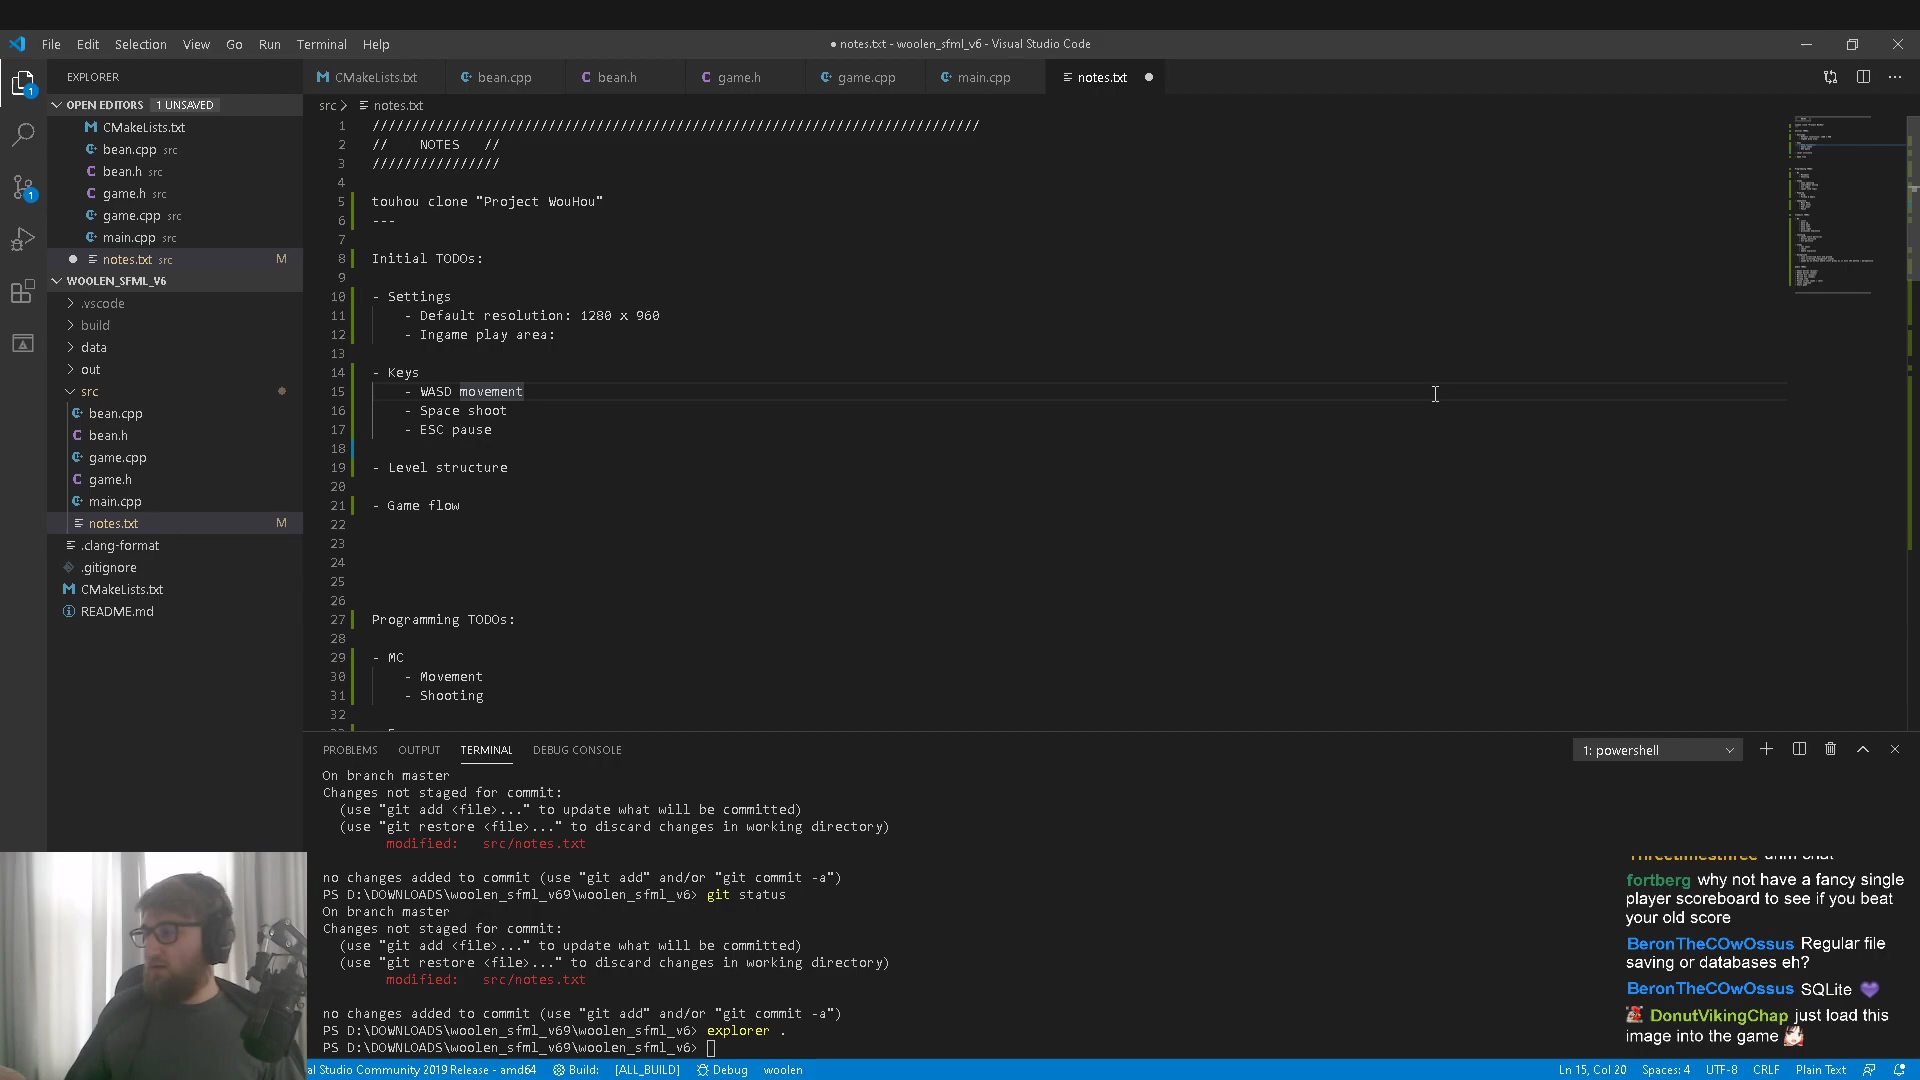 File Edit Selection View Go Run Terminal Help
● notes.txt - woolen_sfml_v6 - Visual Studio Code
EXPLORER
CMakeLists.txt
bean.cpp
bean.h
game.h
game.cpp
main.cpp
notes.txt
OPEN EDITORS 1 UNSAVED
CMakeLists.txt
bean.cpp src
bean.h src
game.h src
game.cpp src
main.cpp src
notes.txt src M
WOOLEN_SFML_V6
.vscode
build
data
out
src
bean.cpp
bean.h
game.cpp
game.h
main.cpp
notes.txt M
.clang-format
.gitignore
CMakeLists.txt
README.md
1
1
src > notes.txt
1 ////////////////////////////////////////////////////////////////////////////
2 // NOTES //
3 ////////////////
4
5 touhou clone "Project WouHou"
6 ---
7
8 Initial TODOs:
9
10 - Settings
11 - Default resolution: 1280 x 960
12 - Ingame play area:
13
14 - Keys
15 - WASD movement
16 - Space shoot
17 - ESC pause
18
19 - Level structure
20
21 - Game flow
22
23
24
25
26
27 Programming TODOs:
28
29 - MC
30 - Movement
31 - Shooting
32
PROBLEMS OUTPUT TERMINAL DEBUG CONSOLE
1: powershell
On branch master
Changes not staged for commit:
(use "git add <file>..." to update what will be committed)
(use "git restore <file>..." to discard changes in working directory)
modified: src/notes.txt
no changes added to commit (use "git add" and/or "git commit -a")
PS D:\DOWNLOADS\woolen_sfml_v69\woolen_sfml_v6> git status
On branch master
Changes not staged for commit:
(use "git add <file>..." to update what will be committed)
(use "git restore <file>..." to discard changes in working directory)
modified: src/notes.txt
no changes added to commit (use "git add" and/or "git commit -a")
PS D:\DOWNLOADS\woolen_sfml_v69\woolen_sfml_v6> explorer .
PS D:\DOWNLOADS\woolen_sfml_v69\woolen_sfml_v6>
fortberg why not have a fancy single
player scoreboard to see if you beat
your old score
BeronTheCOwOssus Regular file
saving or databases eh?
BeronTheCOwOssus SQLite
DonutVikingChap just load this
image into the game
al Studio Community 2019 Release - amd64 Build: [ALL_BUILD] Debug woolen
Ln 15, Col 20 Spaces: 4 UTF-8 CRLF Plain Text